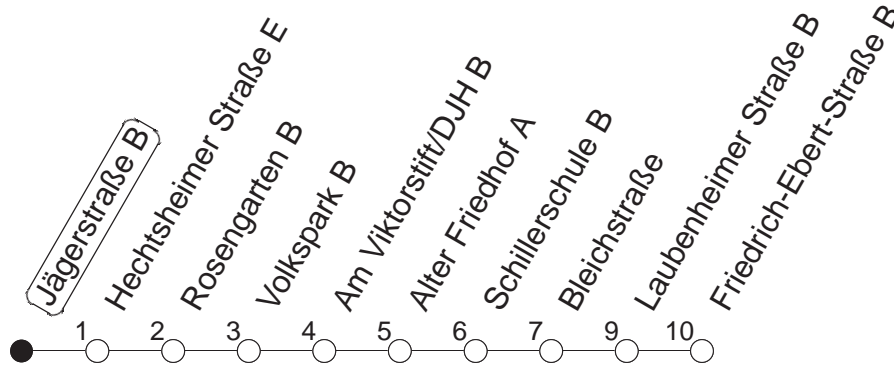 Jägerstraße B
Hechtsheimer Straße E
Rosengarten B
Volkspark B
Am Viktorstift/DJH B
Alter Friedhof A
Schillerschule B
Bleichstraße
Laubenheimer Straße B
Friedrich-Ebert-Straße B
1 2 3 4 5 6 7 9 10